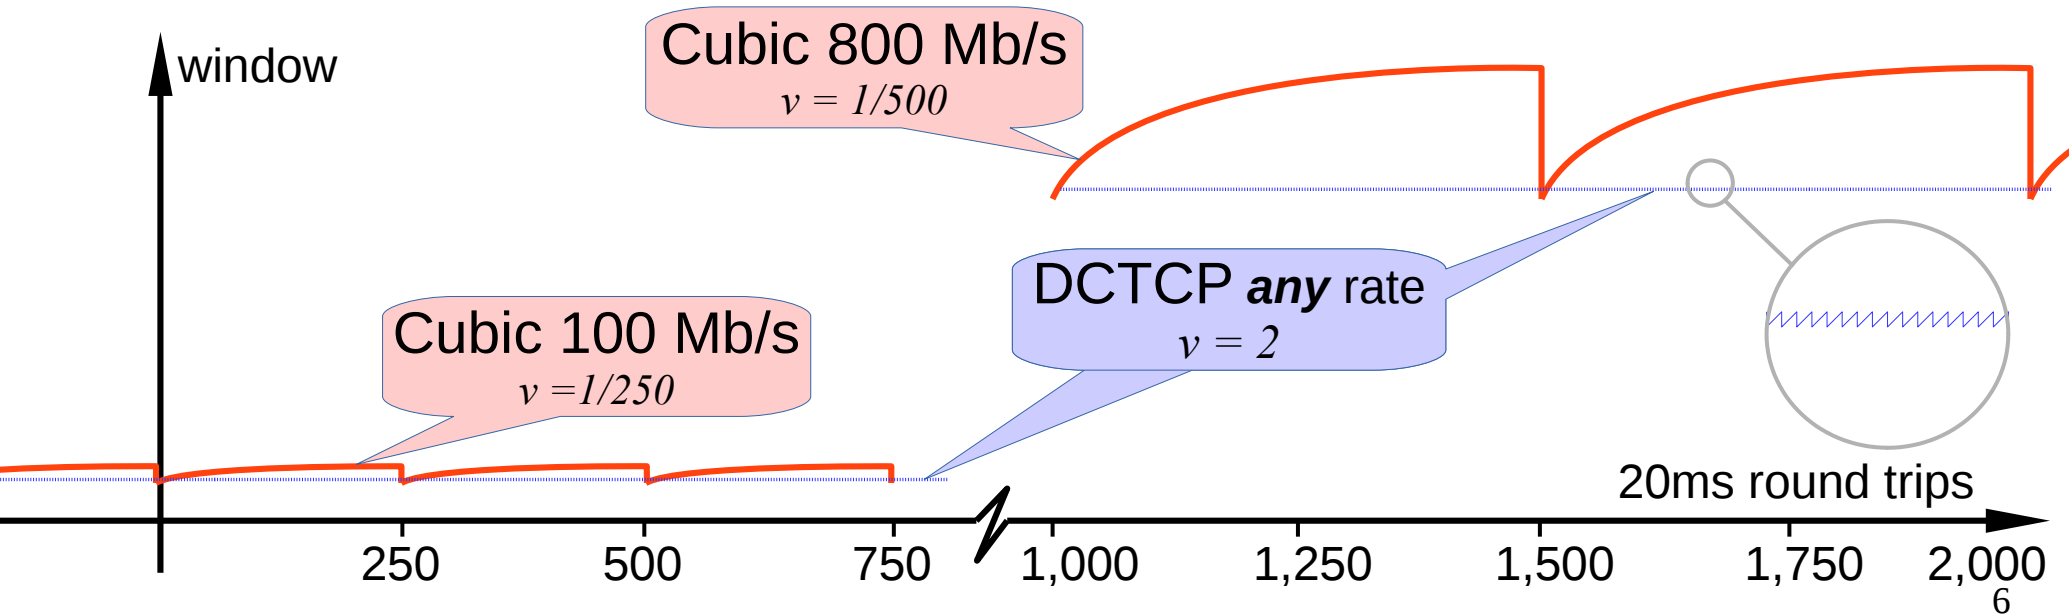 window
Cubic 800 Mb/s
v = 1/500
DCTCP any rate
v = 2
Cubic 100 Mb/s
v =1/250
20ms round trips
250 500 750 1,000 1,250 1,500 1,750 2,000
6